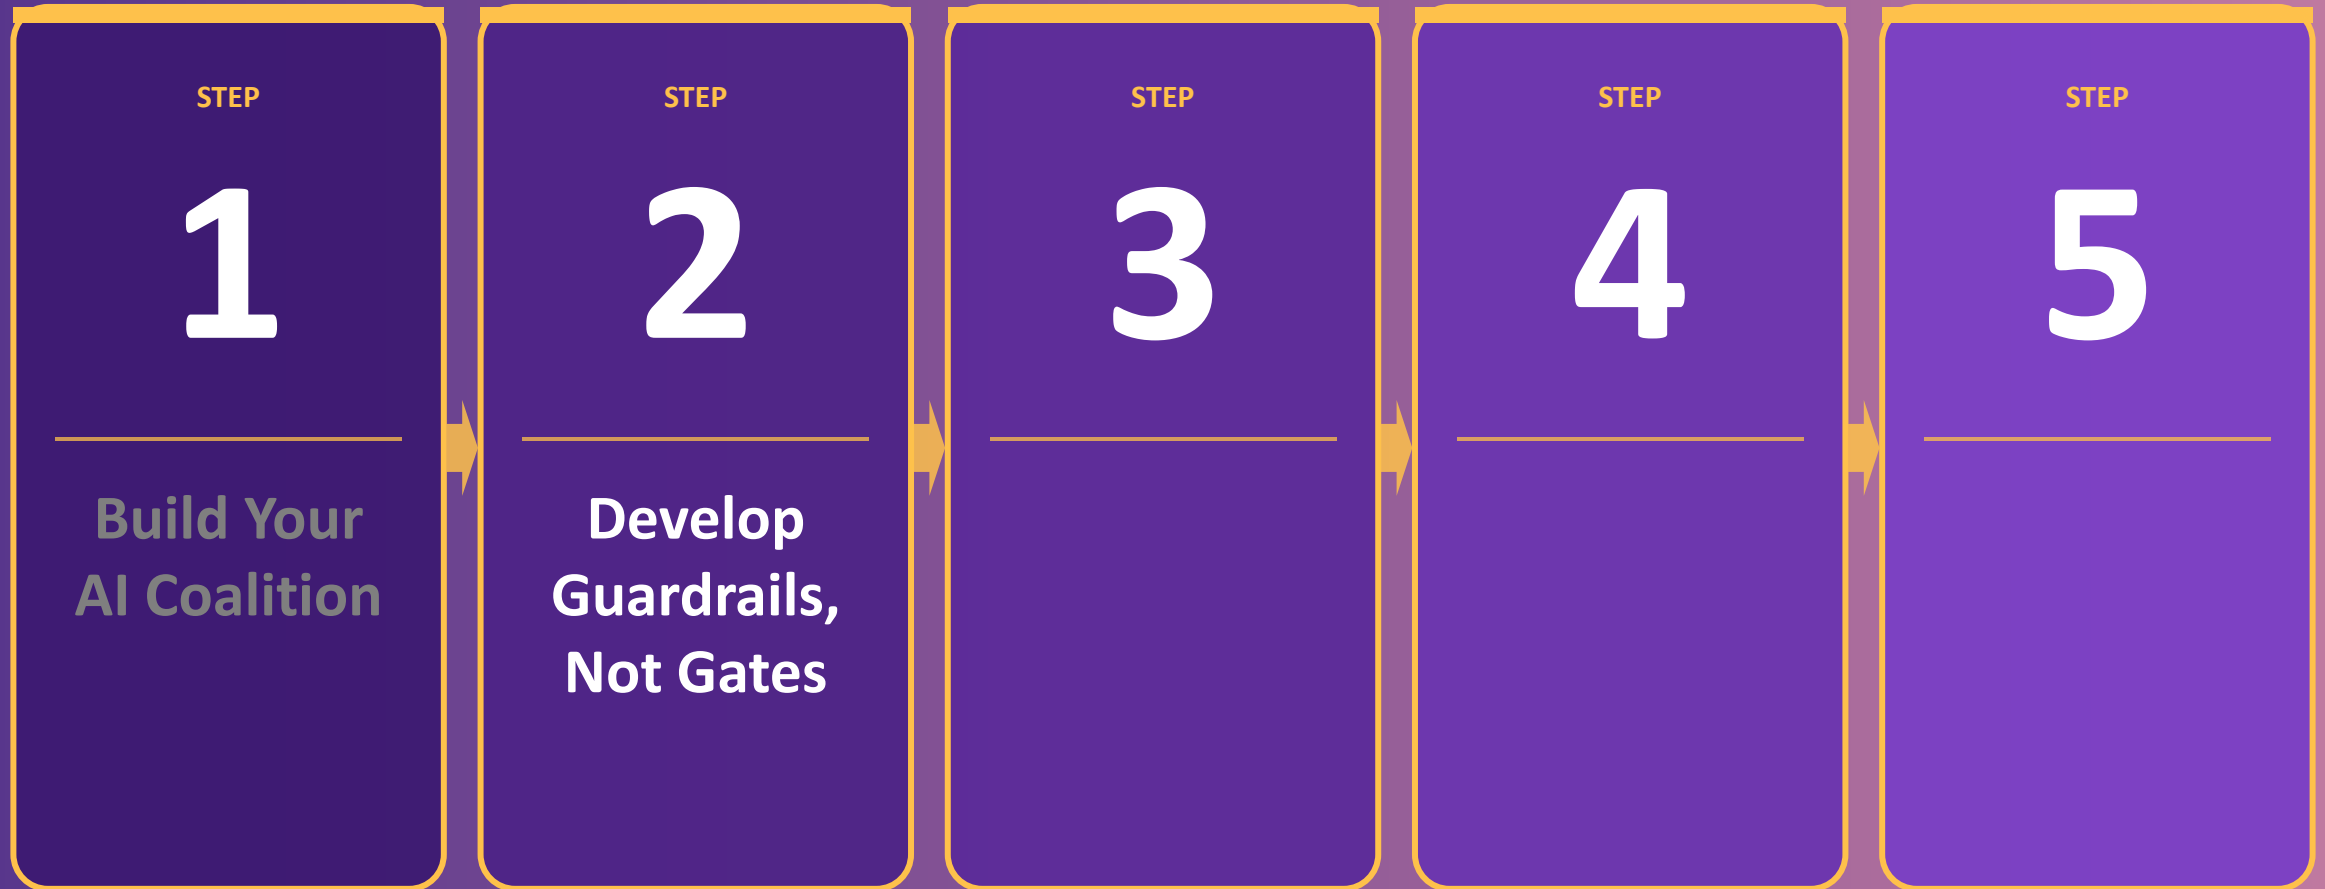 STEP
1
Build Your
AI Coalition
STEP
2
Develop
Guardrails,
Not Gates
STEP
3
STEP
4
STEP
5